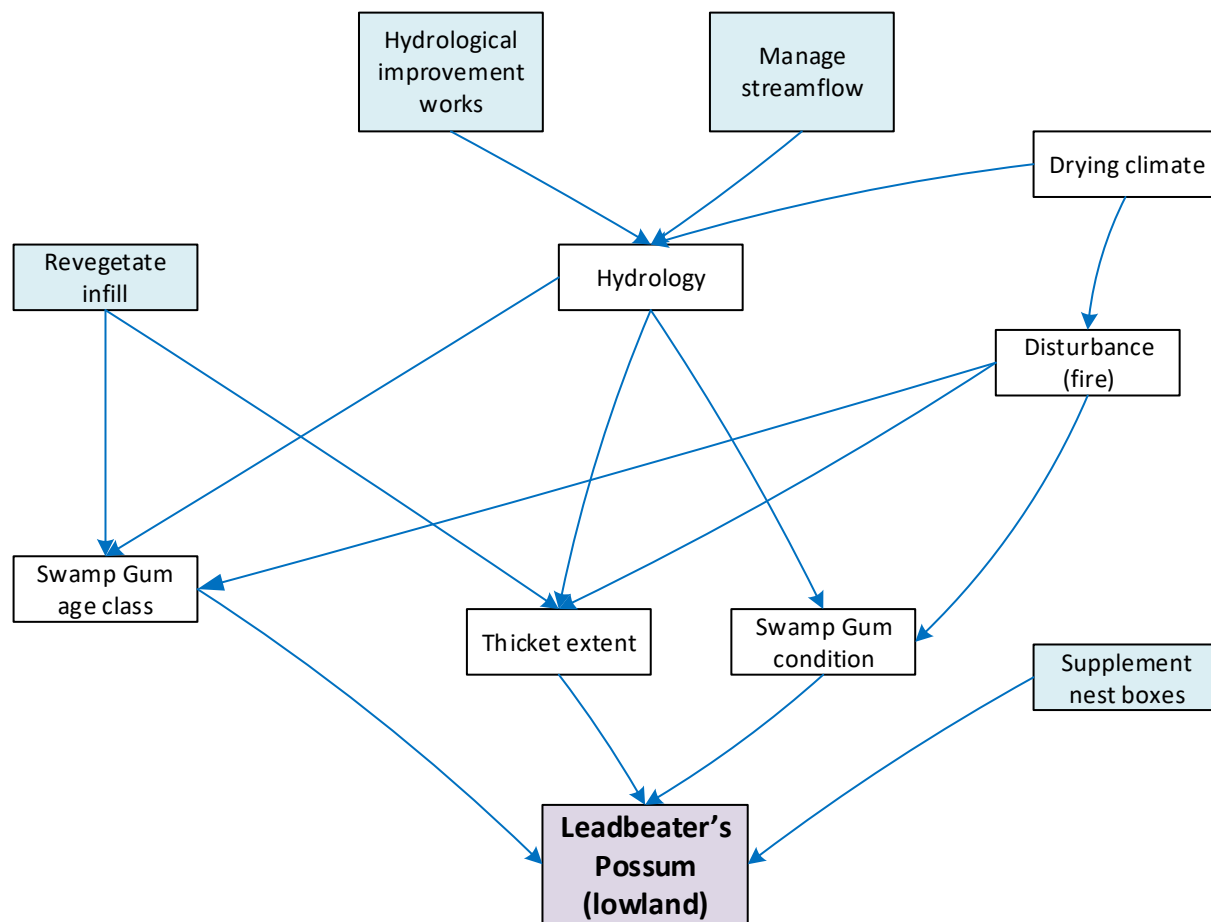 Hydrological
improvement
works
Manage
streamflow
Drying climate
Revegetate
infill
Hydrology
Disturbance
(fire)
Swamp Gum
age class
Thicket extent
Swamp Gum
condition
Supplement
nest boxes
Leadbeater’s
Possum
(lowland)